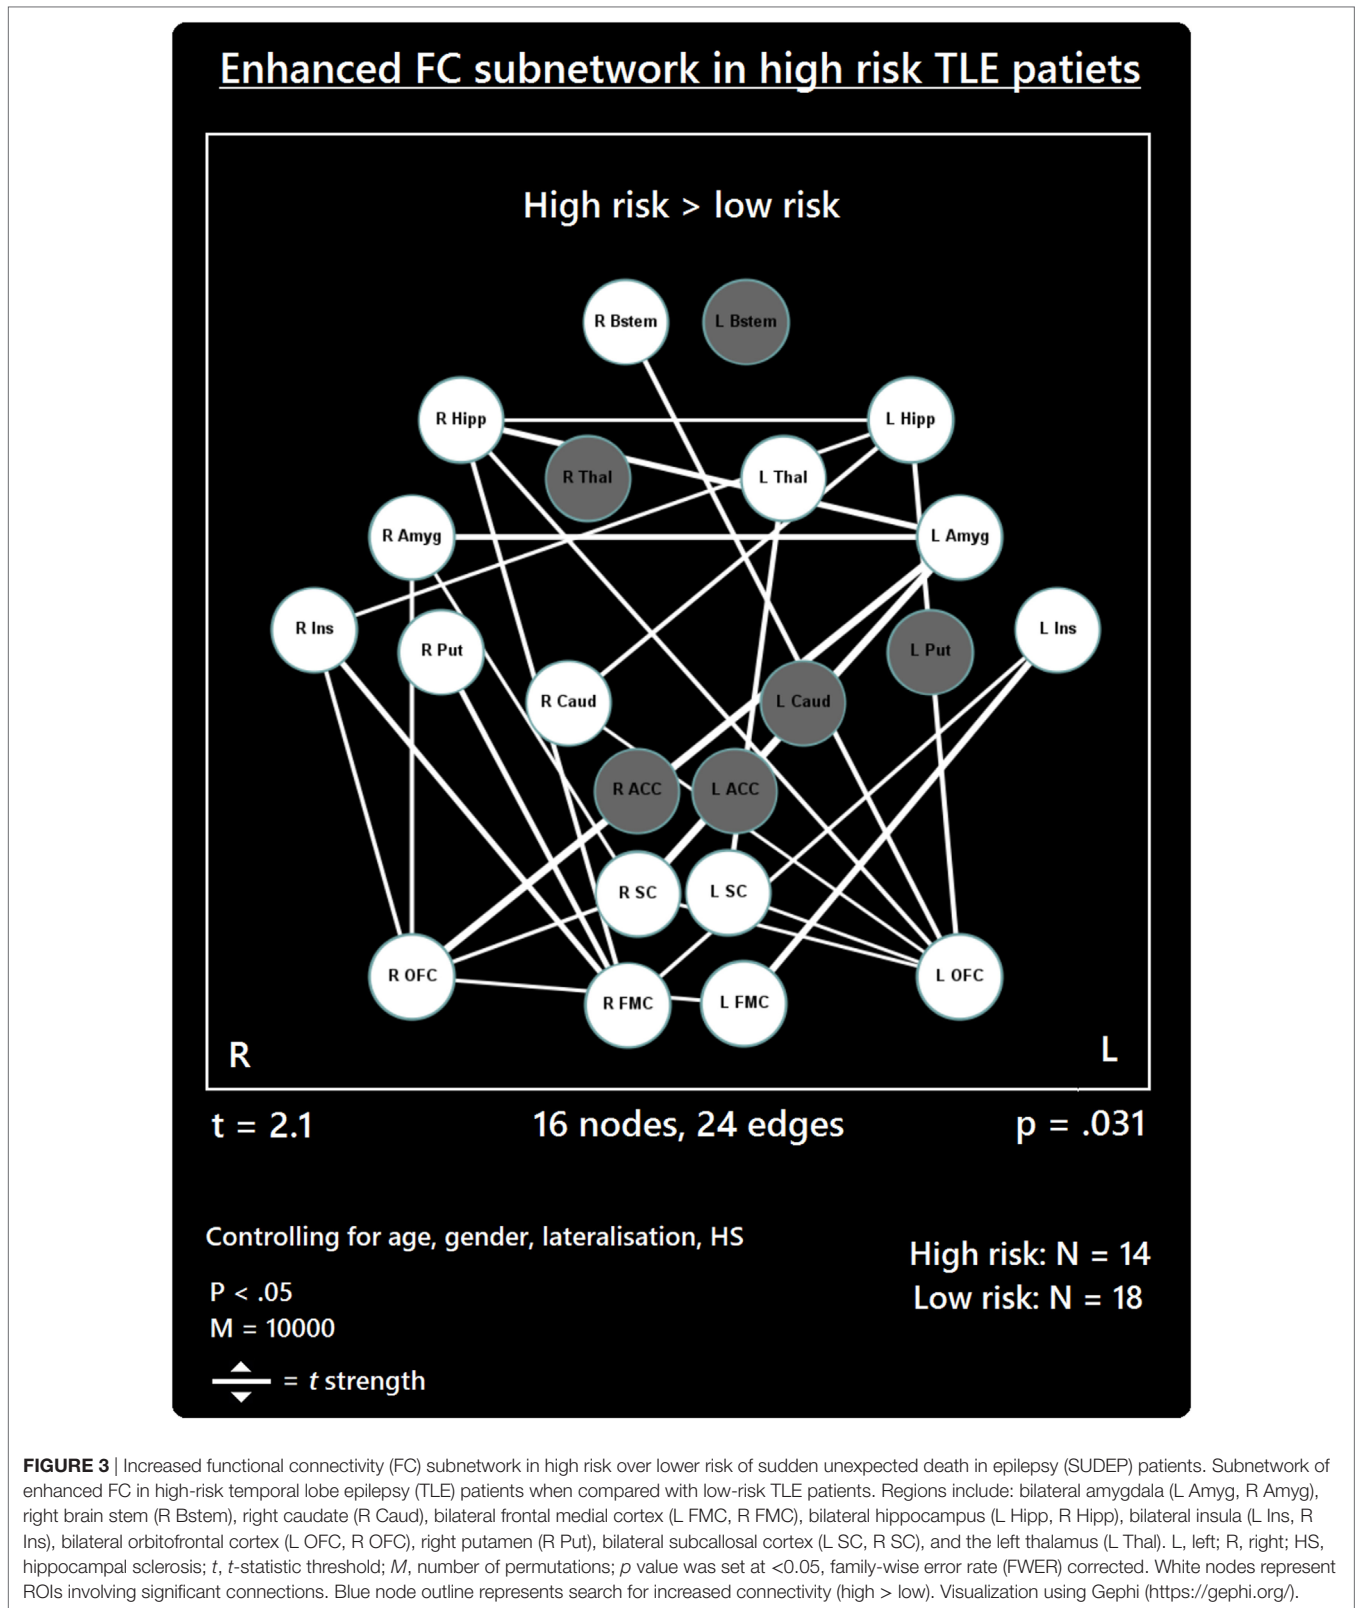 Enhanced FC subnetwork in high risk TLE patiets
High risk > low risk
R Bstem
L Bstem
R Hipp
L Hipp
R Thal
L Thal
R Amyg
L Amyg
R Ins
R Put
L Put
L Ins
R Caud
L Caud
R ACC
L ACC
R SC
L SC
R OFC
L OFC
R FMC
L FMC
R
L
t = 2.1
16 nodes, 24 edges
p = .031
Controlling for age, gender, lateralisation, HS
High risk: N = 14
Low risk: N = 18
P < .05
M = 10000
= t strength
FIGURE 3 | Increased functional connectivity (FC) subnetwork in high risk over lower risk of sudden unexpected death in epilepsy (SUDEP) patients. Subnetwork of
enhanced FC in high-risk temporal lobe epilepsy (TLE) patients when compared with low-risk TLE patients. Regions include: bilateral amygdala (L Amyg, R Amyg),
right brain stem (R Bstem), right caudate (R Caud), bilateral frontal medial cortex (L FMC, R FMC), bilateral hippocampus (L Hipp, R Hipp), bilateral insula (L Ins, R
Ins), bilateral orbitofrontal cortex (L OFC, R OFC), right putamen (R Put), bilateral subcallosal cortex (L SC, R SC), and the left thalamus (L Thal). L, left; R, right; HS,
hippocampal sclerosis; t, t-statistic threshold; M, number of permutations; p value was set at <0.05, family-wise error rate (FWER) corrected. White nodes represent
ROIs involving significant connections. Blue node outline represents search for increased connectivity (high > low). Visualization using Gephi (https://gephi.org/).